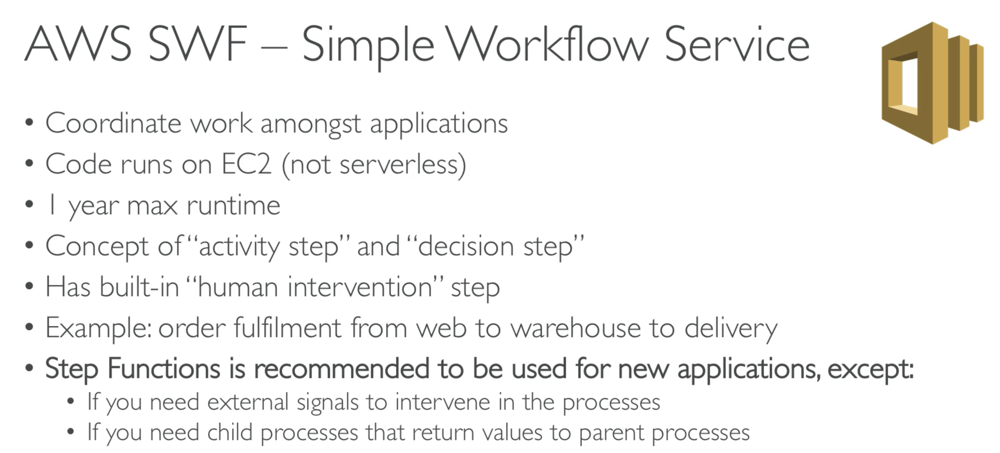 AWS SWF – Simple Workflow Service
• Coordinate work amongst applications
• Code runs on EC2 (not serverless)
• 1 year max runtime
• Concept of “activity step” and “decision step”
• Has built-in “human intervention” step
• Example: order fulfilment from web to warehouse to delivery
• Step Functions is recommended to be used for new applications, except:
• If you need external signals to intervene in the processes
• If you need child processes that return values to parent processes